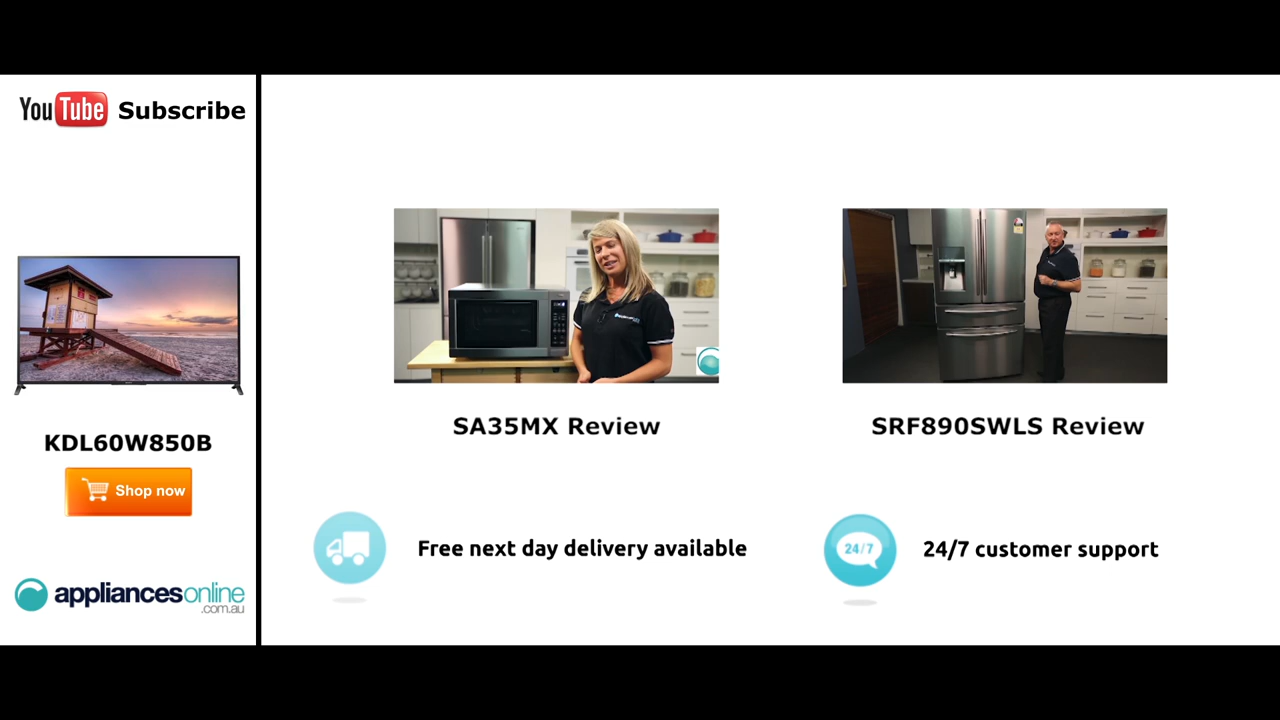 YouTube Subscribe
KDL60W850B
Shop now
appliancesonline
.com.au
SA35MX Review
SRF890SWLS Review
Free next day delivery available
24/7
24/7 customer support